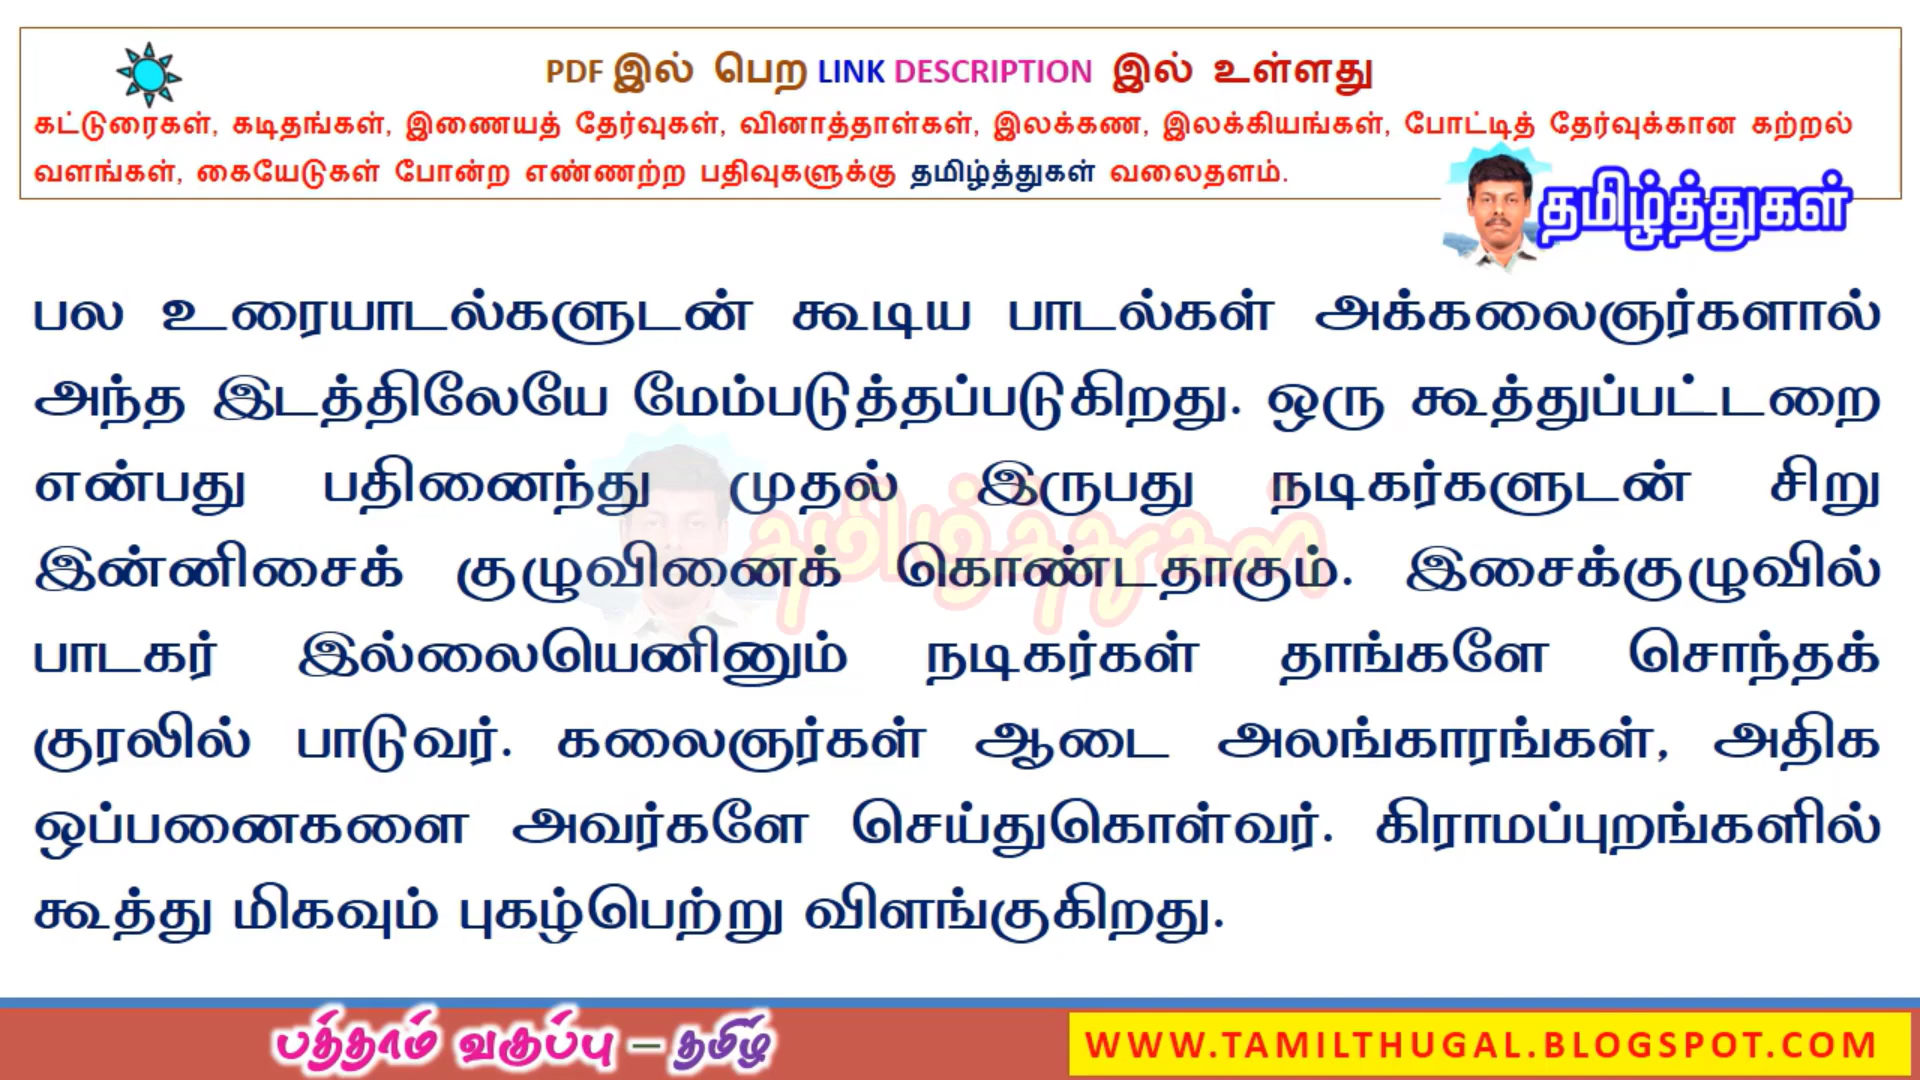 PDF இல் பெற LINK DESCRIPTION இல் உள்ளது
கட்டுரைகள், கடிதங்கள், இணையத் தேர்வுகள், வினாத்தாள்கள், இலக்கண, இலக்கியங்கள், போட்டித் தேர்வுக்கான கற்றல்
வளங்கள், கையேடுகள் போன்ற எண்ணற்ற பதிவுகளுக்கு தமிழ்த்துகள் வலைதளம்.
தமிழ்த்துகள்
பல உரையாடல்களுடன் கூடிய பாடல்கள் அக்கலைஞர்களால்
அந்த இடத்திலேயே மேம்படுத்தப்படுகிறது. ஒரு கூத்துப்பட்டறை
என்பது பதினைந்து முதல் இருபது நடிகர்களுடன் சிறு
இன்னிசைக் குழுவினைக் கொண்டதாகும். இசைக்குழுவில்
தமிழ்த்துகள்
பாடகர் இல்லையெனினும் நடிகர்கள் தாங்களே சொந்தக்
குரலில் பாடுவர். கலைஞர்கள் ஆடை அலங்காரங்கள், அதிக
ஒப்பனைகளை அவர்களே செய்துகொள்வர். கிராமப்புறங்களில்
கூத்து மிகவும் புகழ்பெற்று விளங்குகிறது.
பத்தாம் வகுப்பு – தமிழ்
WWW.TAMILTHUGAL.BLOGSPOT.COM